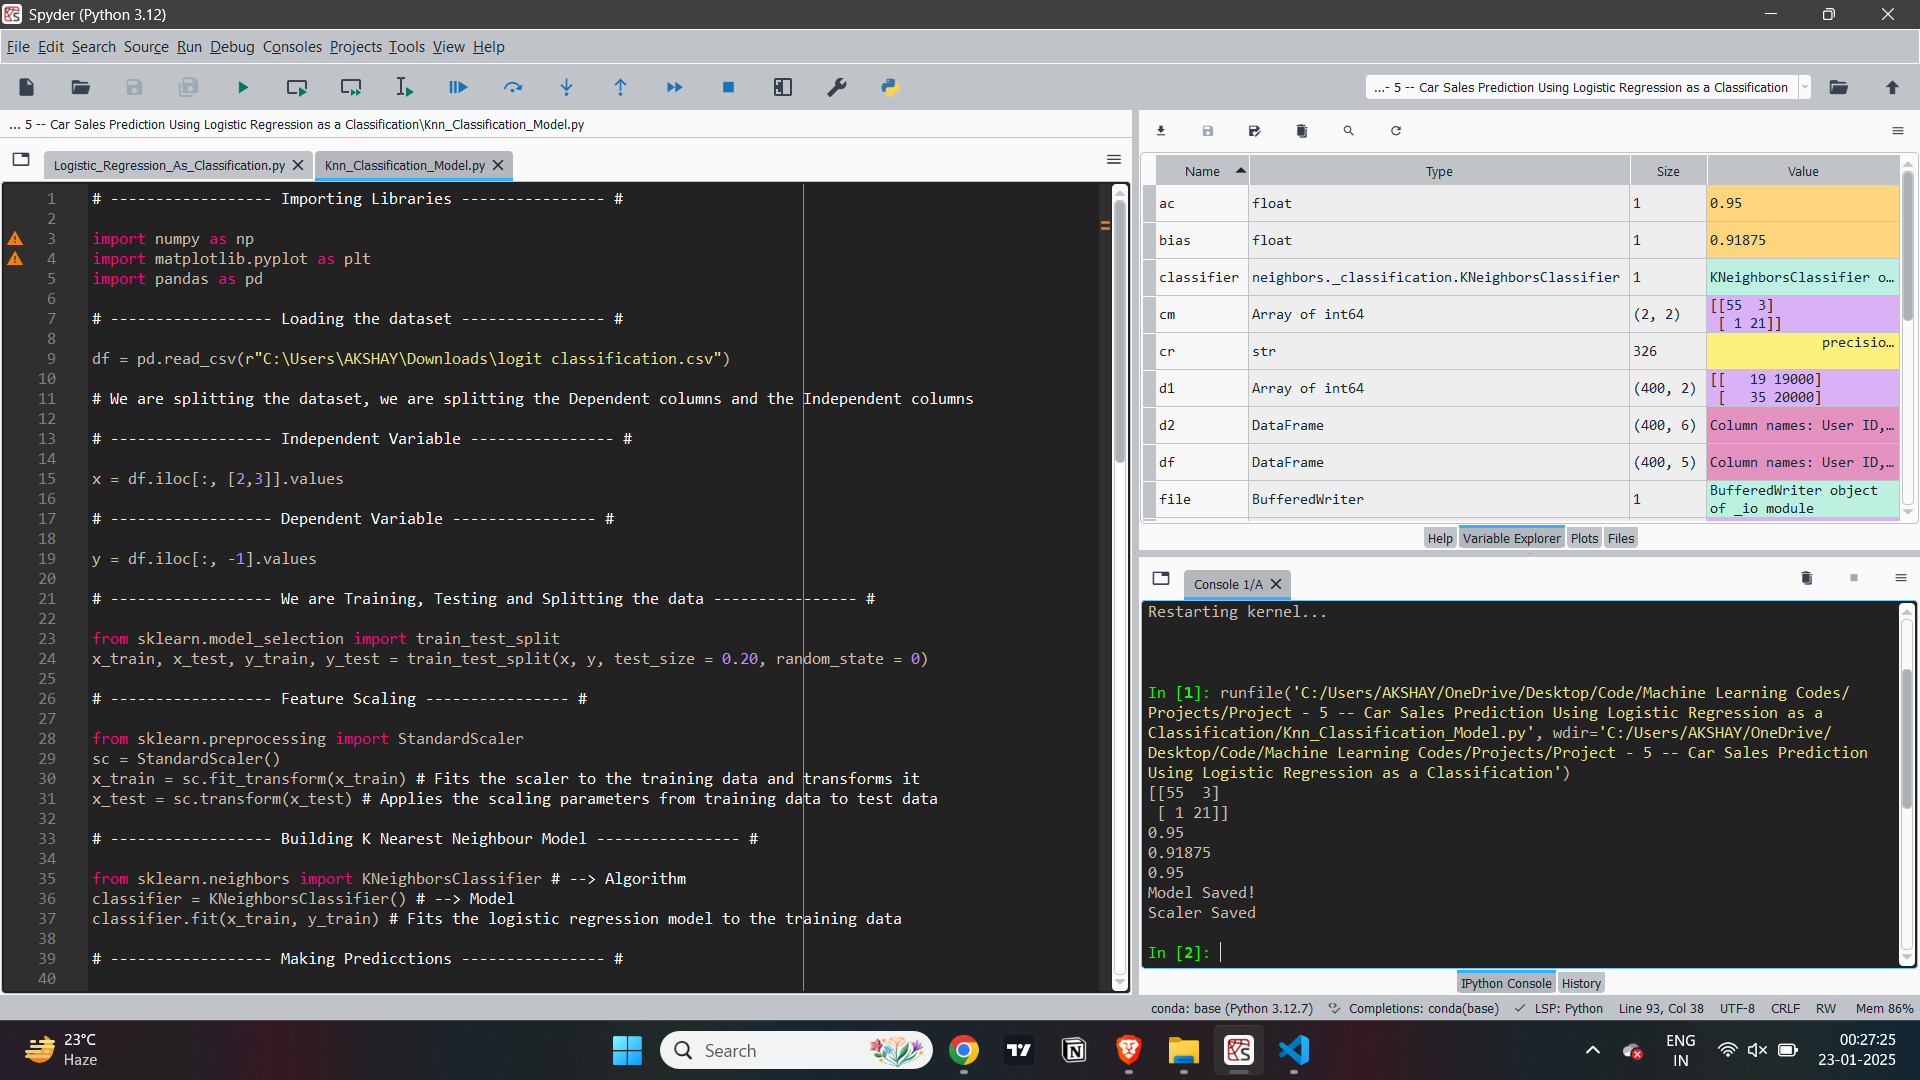 Spyder (Python 3.12)
File Edit Search Source Run Debug Consoles Projects Tools View Help
...- 5 -- Car Sales Prediction Using Logistic Regression as a Classification
... 5 -- Car Sales Prediction Using Logistic Regression as a Classification\Knn_Classification_Model.py
Logistic_Regression_As_Classification.py
Knn_Classification_Model.py
1 # ------------------ Importing Libraries ---------------- #
2
3 import numpy as np
4 import matplotlib.pyplot as plt
5 import pandas as pd
6
7 # ------------------ Loading the dataset ---------------- #
8
9 df = pd.read_csv(r"C:\Users\AKSHAY\Downloads\logit classification.csv")
10
11 # We are splitting the dataset, we are splitting the Dependent columns and the Independent columns
12
13 # ------------------ Independent Variable ---------------- #
14
15 x = df.iloc[:, [2,3]].values
16
17 # ------------------ Dependent Variable ---------------- #
18
19 y = df.iloc[:, -1].values
20
21 # ------------------ We are Training, Testing and Splitting the data ---------------- #
22
23 from sklearn.model_selection import train_test_split
24 x_train, x_test, y_train, y_test = train_test_split(x, y, test_size = 0.20, random_state = 0)
25
26 # ------------------ Feature Scaling ---------------- #
27
28 from sklearn.preprocessing import StandardScaler
29 sc = StandardScaler()
30 x_train = sc.fit_transform(x_train) # Fits the scaler to the training data and transforms it
31 x_test = sc.transform(x_test) # Applies the scaling parameters from training data to test data
32
33 # ------------------ Building K Nearest Neighbour Model ---------------- #
34
35 from sklearn.neighbors import KNeighborsClassifier # --> Algorithm
36 classifier = KNeighborsClassifier() # --> Model
37 classifier.fit(x_train, y_train) # Fits the logistic regression model to the training data
38
39 # ------------------ Making Predicctions ---------------- #
40
Name Type Size Value
ac float 1 0.95
bias float 1 0.91875
classifier neighbors._classification.KNeighborsClassifier 1 KNeighborsClassifier o...
cm Array of int64 (2, 2) [[55  3]
[ 1 21]]
cr str 326 precisio...
d1 Array of int64 (400, 2) [[   19 19000]
[   35 20000]
d2 DataFrame (400, 6) Column names: User ID,...
df DataFrame (400, 5) Column names: User ID,...
file BufferedWriter 1 BufferedWriter object
of _io module
Help Variable Explorer Plots Files
Console 1/A
Restarting kernel...
In [1]: runfile('C:/Users/AKSHAY/OneDrive/Desktop/Code/Machine Learning Codes/
Projects/Project - 5 -- Car Sales Prediction Using Logistic Regression as a
Classification/Knn_Classification_Model.py', wdir='C:/Users/AKSHAY/OneDrive/
Desktop/Code/Machine Learning Codes/Projects/Project - 5 -- Car Sales Prediction
Using Logistic Regression as a Classification')
[[55  3]
[ 1 21]]
0.95
0.91875
0.95
Model Saved!
Scaler Saved
In [2]:
IPython Console History
conda: base (Python 3.12.7) Completions: conda(base) LSP: Python Line 93, Col 38 UTF-8 CRLF RW Mem 86%
23°C
Haze
Search
ENG
IN
00:27:25
23-01-2025